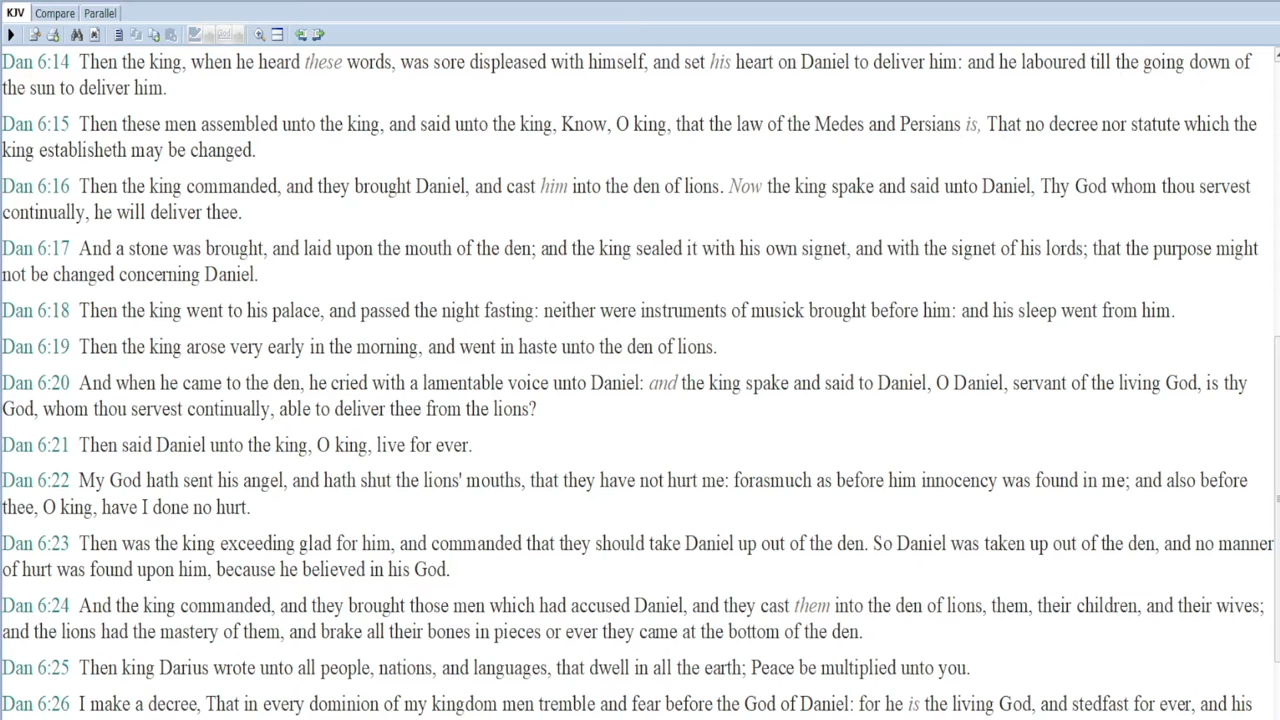 KJV Compare Parallel
Dan 6:14 Then the king, when he heard these words, was sore displeased with himself, and set his heart on Daniel to deliver him: and he laboured till the going down of
the sun to deliver him.
Dan 6:15 Then these men assembled unto the king, and said unto the king, Know, O king, that the law of the Medes and Persians is, That no decree nor statute which the
king establisheth may be changed.
Dan 6:16 Then the king commanded, and they brought Daniel, and cast him into the den of lions. Now the king spake and said unto Daniel, Thy God whom thou servest
continually, he will deliver thee.
Dan 6:17 And a stone was brought, and laid upon the mouth of the den; and the king sealed it with his own signet, and with the signet of his lords; that the purpose might
not be changed concerning Daniel.
Dan 6:18 Then the king went to his palace, and passed the night fasting: neither were instruments of musick brought before him: and his sleep went from him.
Dan 6:19 Then the king arose very early in the morning, and went in haste unto the den of lions.
Dan 6:20 And when he came to the den, he cried with a lamentable voice unto Daniel: and the king spake and said to Daniel, O Daniel, servant of the living God, is thy
God, whom thou servest continually, able to deliver thee from the lions?
Dan 6:21 Then said Daniel unto the king, O king, live for ever.
Dan 6:22 My God hath sent his angel, and hath shut the lions' mouths, that they have not hurt me: forasmuch as before him innocency was found in me; and also before
thee, O king, have I done no hurt.
Dan 6:23 Then was the king exceeding glad for him, and commanded that they should take Daniel up out of the den. So Daniel was taken up out of the den, and no manner
of hurt was found upon him, because he believed in his God.
Dan 6:24 And the king commanded, and they brought those men which had accused Daniel, and they cast them into the den of lions, them, their children, and their wives;
and the lions had the mastery of them, and brake all their bones in pieces or ever they came at the bottom of the den.
Dan 6:25 Then king Darius wrote unto all people, nations, and languages, that dwell in all the earth; Peace be multiplied unto you.
Dan 6:26 I make a decree, That in every dominion of my kingdom men tremble and fear before the God of Daniel: for he is the living God, and stedfast for ever, and his